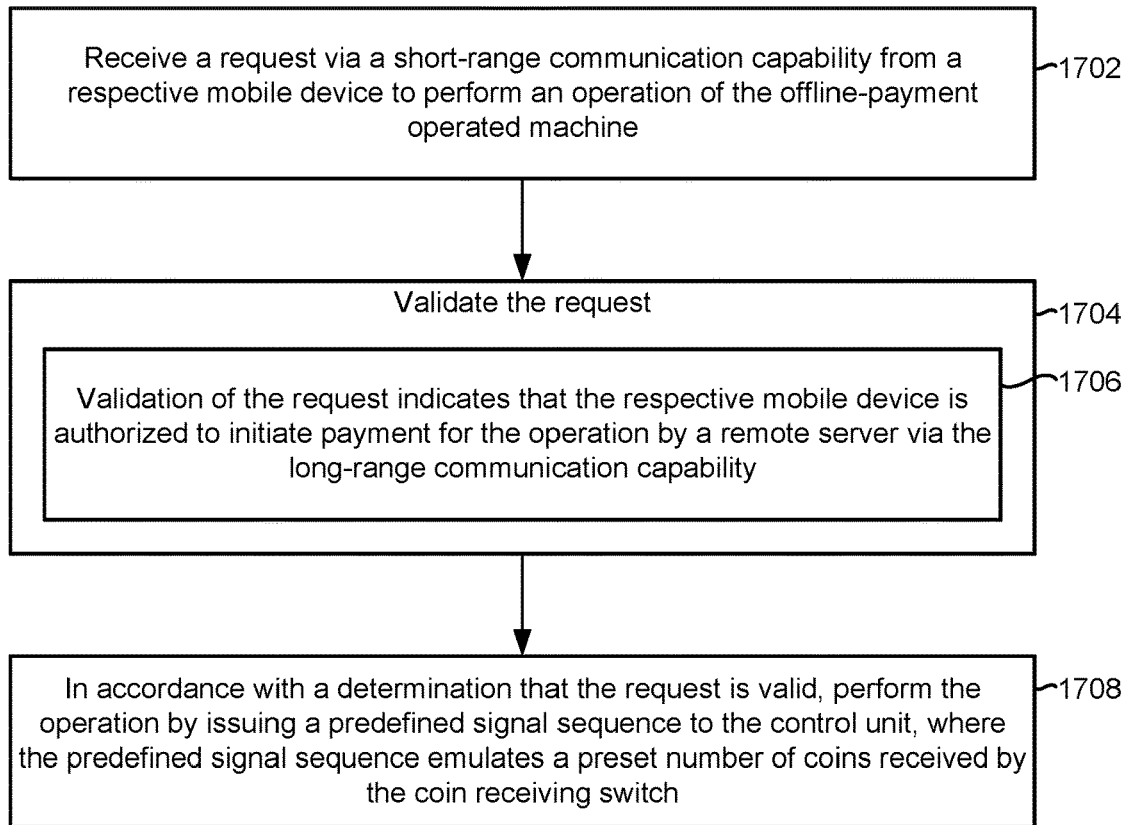 Receive a request via a short-range communication capability from a
respective mobile device to perform an operation of the offline-payment
operated machine
1702
Validate the request
1704
Validation of the request indicates that the respective mobile device is
authorized to initiate payment for the operation by a remote server via the
long-range communication capability
1706
In accordance with a determination that the request is valid, perform the
operation by issuing a predefined signal sequence to the control unit, where
the predefined signal sequence emulates a preset number of coins received by
the coin receiving switch
1708